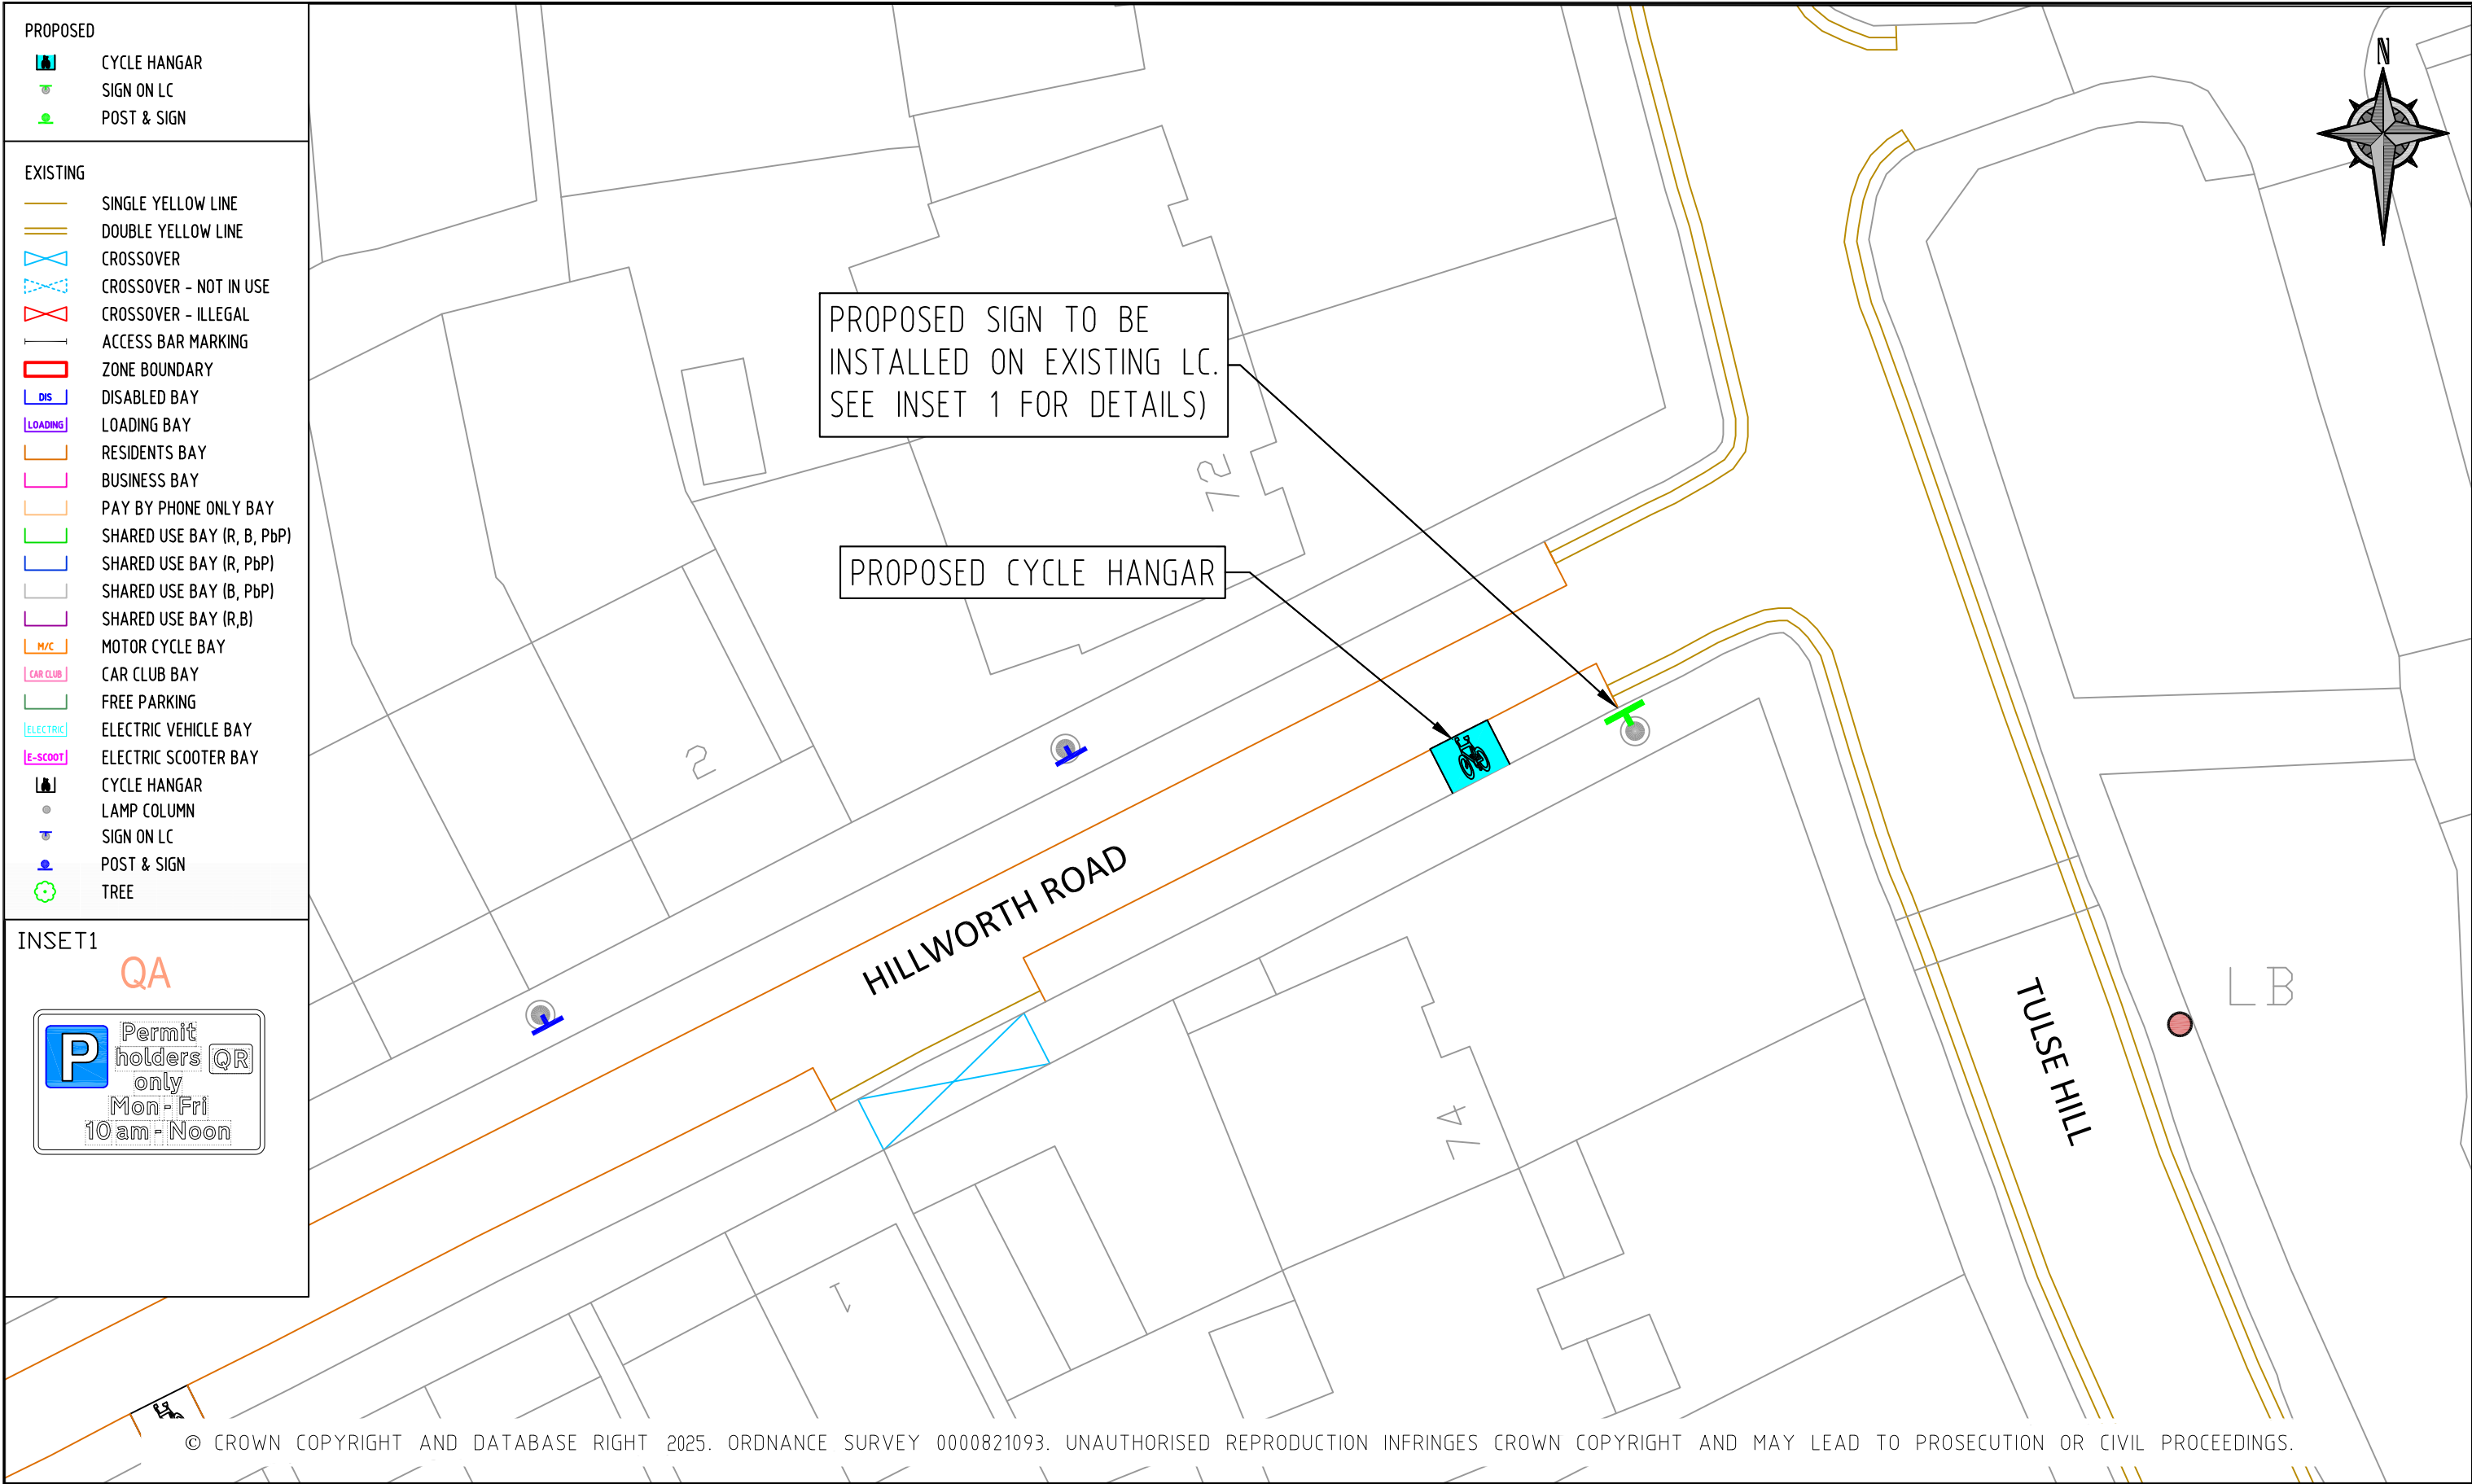 PROPOSED
CYCLE HANGAR
SIGN ON LC
POST & SIGN
EXISTING
SINGLE YELLOW LINE
DOUBLE YELLOW LINE
CROSSOVER
CROSSOVER - NOT IN USE
CROSSOVER - ILLEGAL
ACCESS BAR MARKING
ZONE BOUNDARY
DIS DISABLED BAY
LOADING LOADING BAY
RESIDENTS BAY
BUSINESS BAY
PAY BY PHONE ONLY BAY
SHARED USE BAY (R, B, PbP)
SHARED USE BAY (R, PbP)
SHARED USE BAY (B, PbP)
SHARED USE BAY (R,B)
M/C MOTOR CYCLE BAY
CAR CLUB CAR CLUB BAY
FREE PARKING
ELECTRIC ELECTRIC VEHICLE BAY
E-SCOOT ELECTRIC SCOOTER BAY
CYCLE HANGAR
LAMP COLUMN
SIGN ON LC
POST & SIGN
TREE
INSET1
QA
P
Permit
holders QR
only
Mon - Fri
10 am - Noon
N
PROPOSED SIGN TO BE
INSTALLED ON EXISTING LC.
SEE INSET 1 FOR DETAILS)
72
PROPOSED CYCLE HANGAR
2
HILLWORTH ROAD
LB
TULSE HILL
74
1
© CROWN COPYRIGHT AND DATABASE RIGHT 2025. ORDNANCE SURVEY 0000821093. UNAUTHORISED REPRODUCTION INFRINGES CROWN COPYRIGHT AND MAY LEAD TO PROSECUTION OR CIVIL PROCEEDINGS.